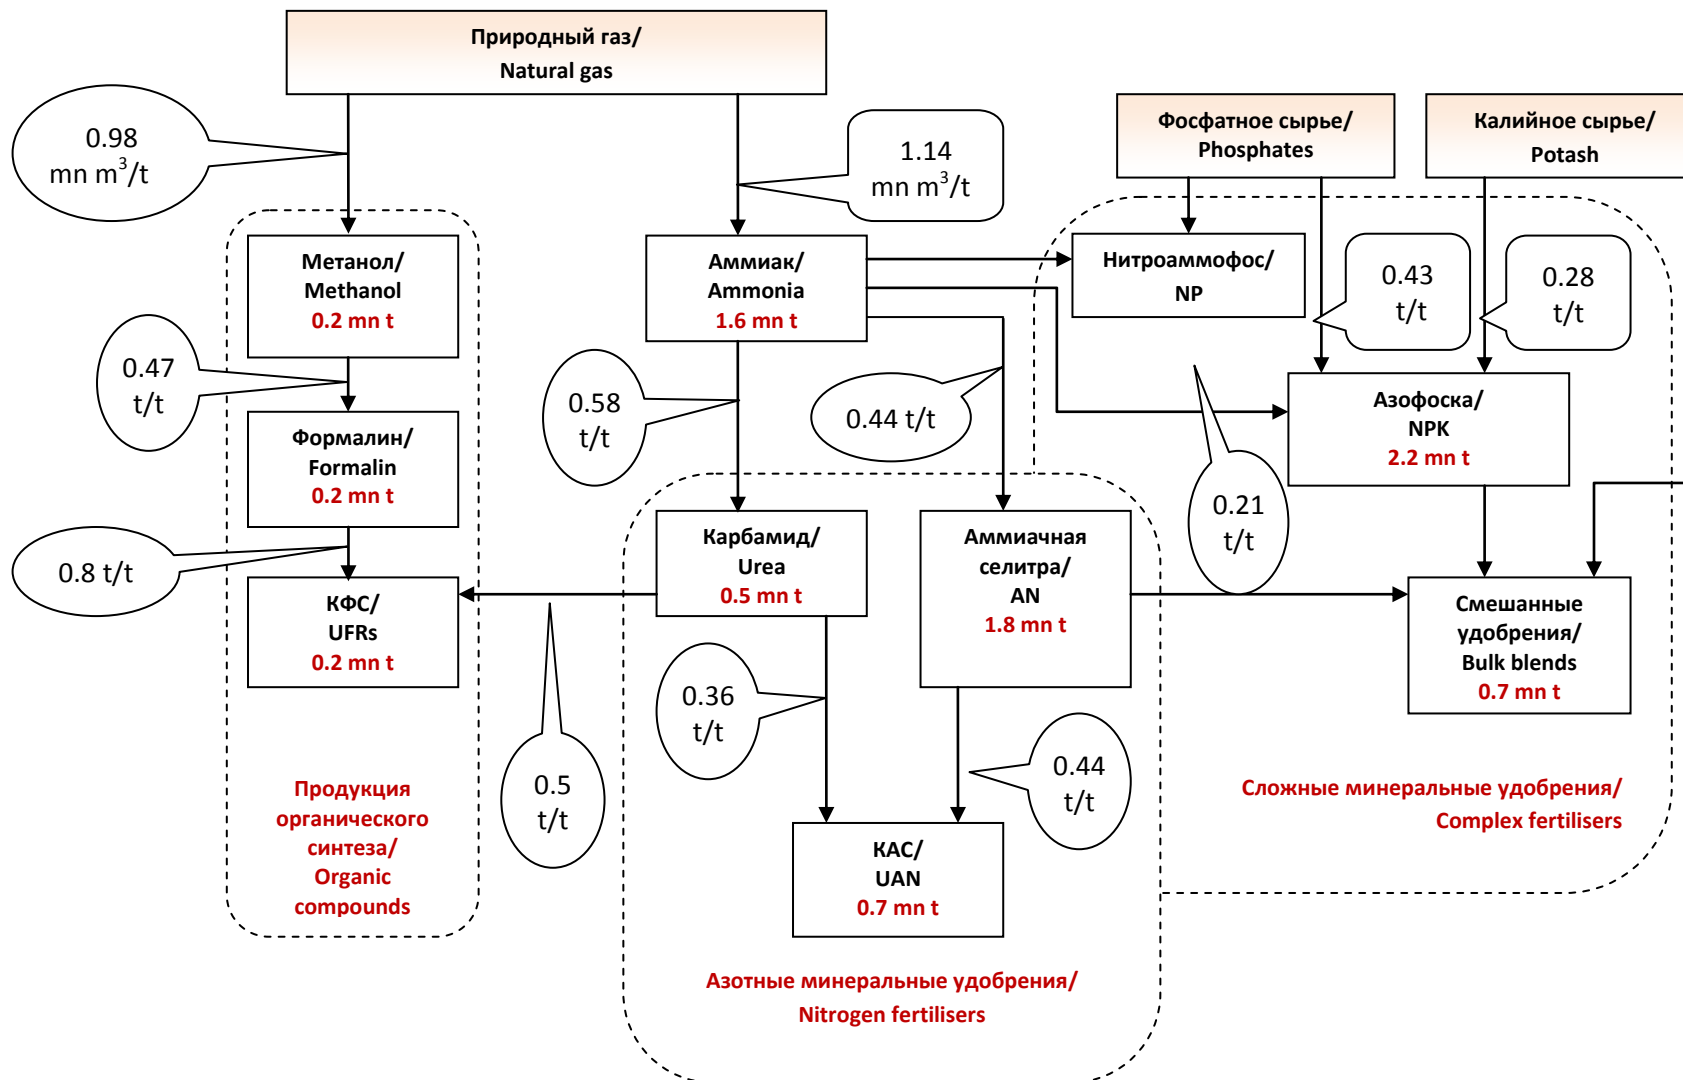 Природный газ/
Natural gas
0.98
mn m³/t
1.14
mn m³/t
Фосфатное сырье/
Phosphates
Калийное сырье/
Potash
Метанол/
Methanol
0.2 mn t
Аммиак/
Ammonia
1.6 mn t
Нитроаммофос/
NP
0.43
t/t
0.28
t/t
0.47
t/t
0.58
t/t
0.44 t/t
Азофоска/
NPK
2.2 mn t
Формалин/
Formalin
0.2 mn t
0.21
t/t
0.8 t/t
Карбамид/
Urea
0.5 mn t
Аммиачная
селитра/
AN
1.8 mn t
КФС/
UFRs
0.2 mn t
Смешанные
удобрения/
Bulk blends
0.7 mn t
0.36
t/t
0.5
t/t
0.44
t/t
Продукция
органического
синтеза/
Organic
compounds
Сложные минеральные удобрения/
Complex fertilisers
КАС/
UAN
0.7 mn t
Азотные минеральные удобрения/
Nitrogen fertilisers